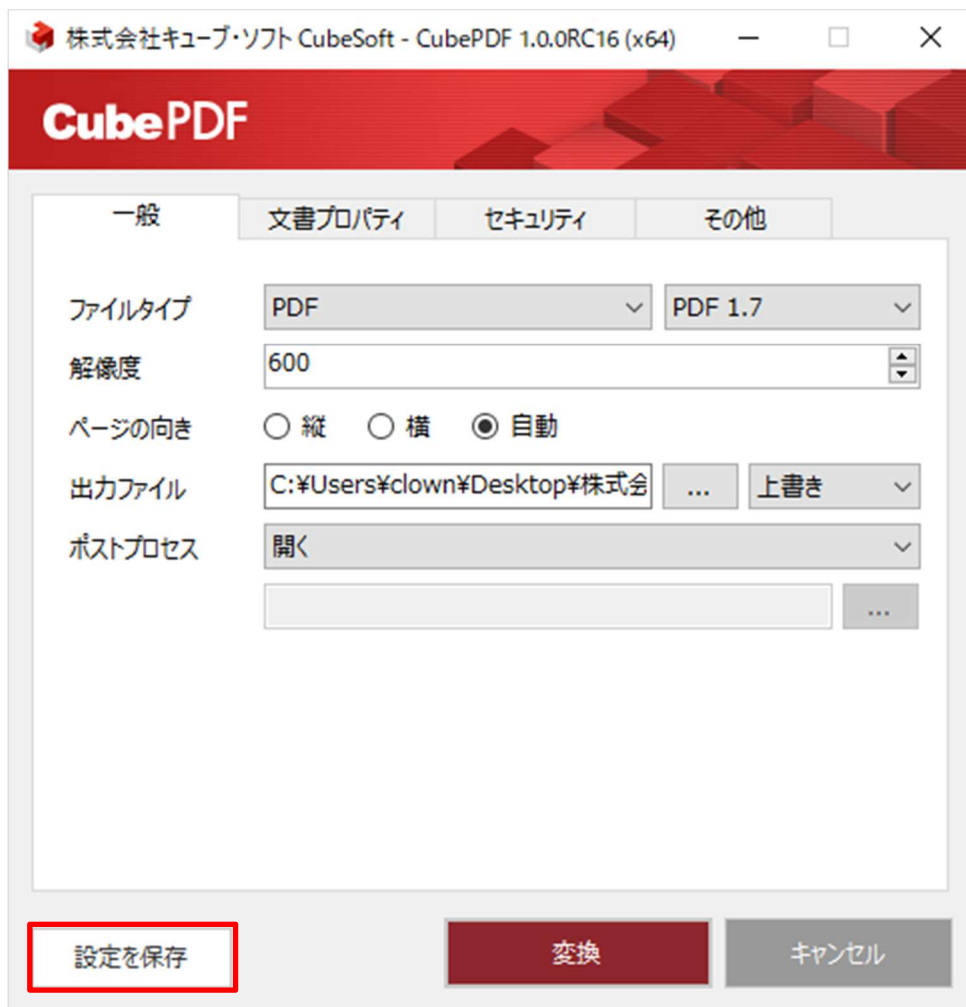 株式会社キューブ・ソフト CubeSoft - CubePDF 1.0.0RC16 (x64)
CubePDF
一般 文書プロパティ セキュリティ その他
ファイルタイプ PDF PDF 1.7
解像度 600
ページの向き 縦 横 自動
出力ファイル C:¥Users¥clown¥Desktop¥株式会 ... 上書き
ポストプロセス 開く
...
設定を保存 変換 キャンセル